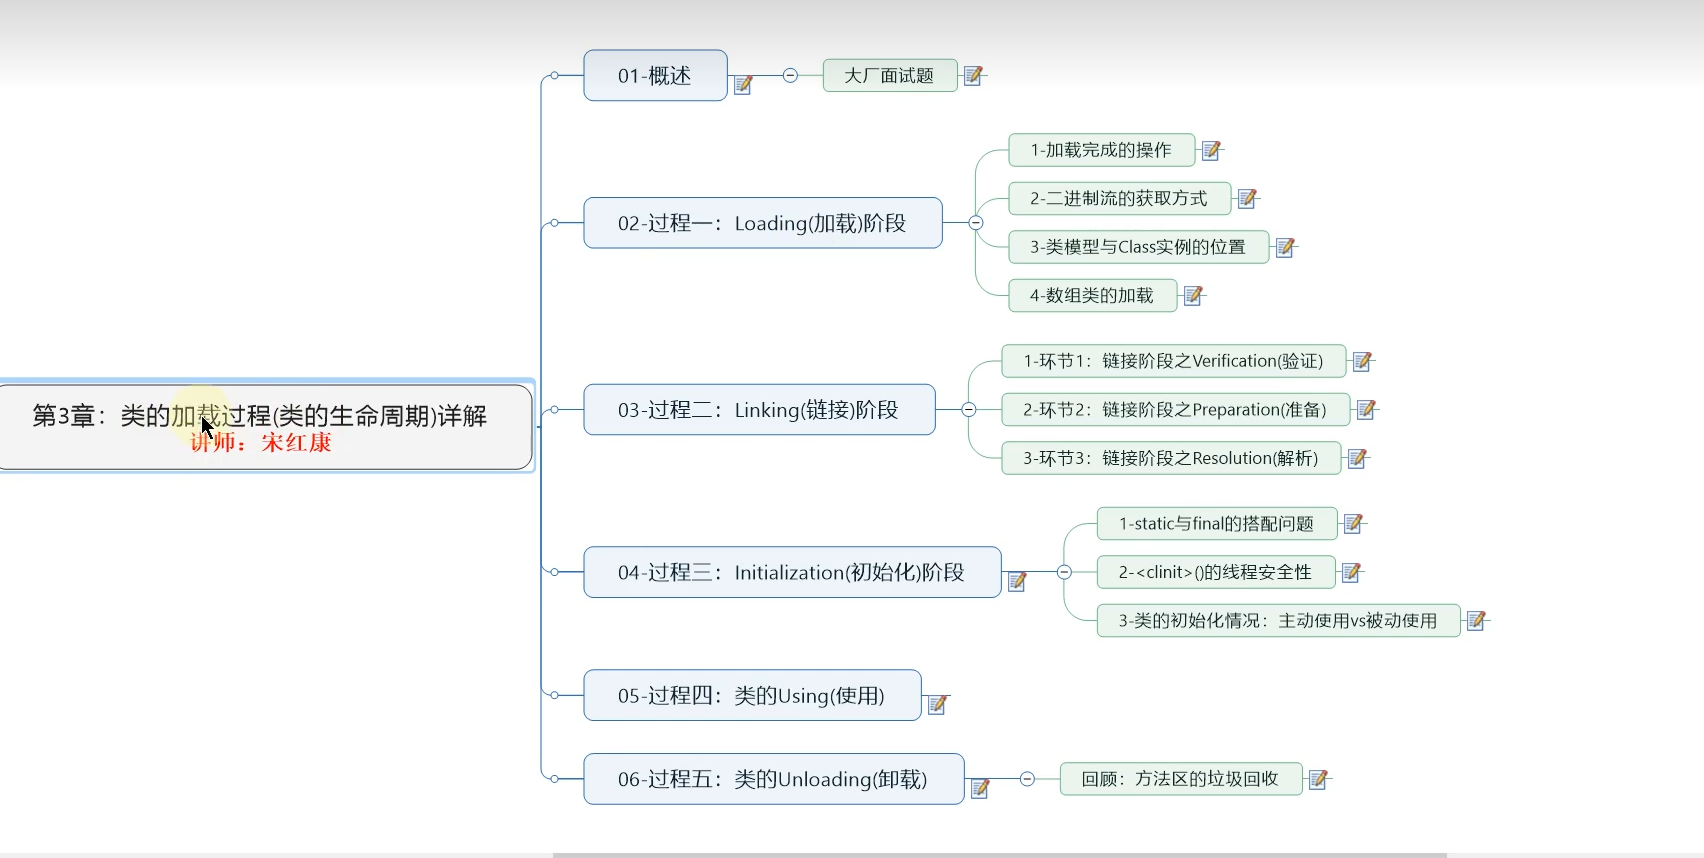 第3章：类的加载过程(类的生命周期)详解
讲师：宋红康
01-概述
大厂面试题
02-过程一：Loading(加载)阶段
1-加载完成的操作
2-二进制流的获取方式
3-类模型与Class实例的位置
4-数组类的加载
03-过程二：Linking(链接)阶段
1-环节1：链接阶段之Verification(验证)
2-环节2：链接阶段之Preparation(准备)
3-环节3：链接阶段之Resolution(解析)
04-过程三：Initialization(初始化)阶段
1-static与final的搭配问题
2-<clinit>()的线程安全性
3-类的初始化情况：主动使用vs被动使用
05-过程四：类的Using(使用)
06-过程五：类的Unloading(卸载)
回顾：方法区的垃圾回收